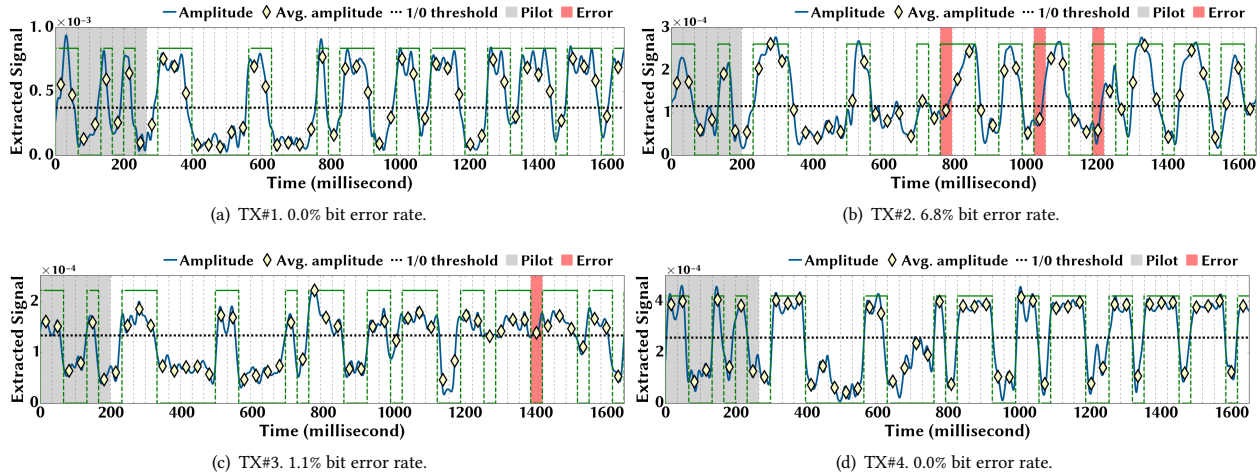 Amplitude Avg. amplitude 1/0 threshold Pilot Error
×10⁻³
1.0
0.5
0.0
Extracted Signal
0 200 400 600 800 1000 1200 1400 1600
Time (millisecond)
(a) TX#1. 0.0% bit error rate.
Amplitude Avg. amplitude 1/0 threshold Pilot Error
×10⁻⁴
3
2
1
0
Extracted Signal
0 200 400 600 800 1000 1200 1400 1600
Time (millisecond)
(b) TX#2. 6.8% bit error rate.
Amplitude Avg. amplitude 1/0 threshold Pilot Error
×10⁻⁴
2
1
0
Extracted Signal
0 200 400 600 800 1000 1200 1400 1600
Time (millisecond)
(c) TX#3. 1.1% bit error rate.
Amplitude Avg. amplitude 1/0 threshold Pilot Error
×10⁻⁴
4
2
0
Extracted Signal
0 200 400 600 800 1000 1200 1400 1600
Time (millisecond)
(d) TX#4. 0.0% bit error rate.